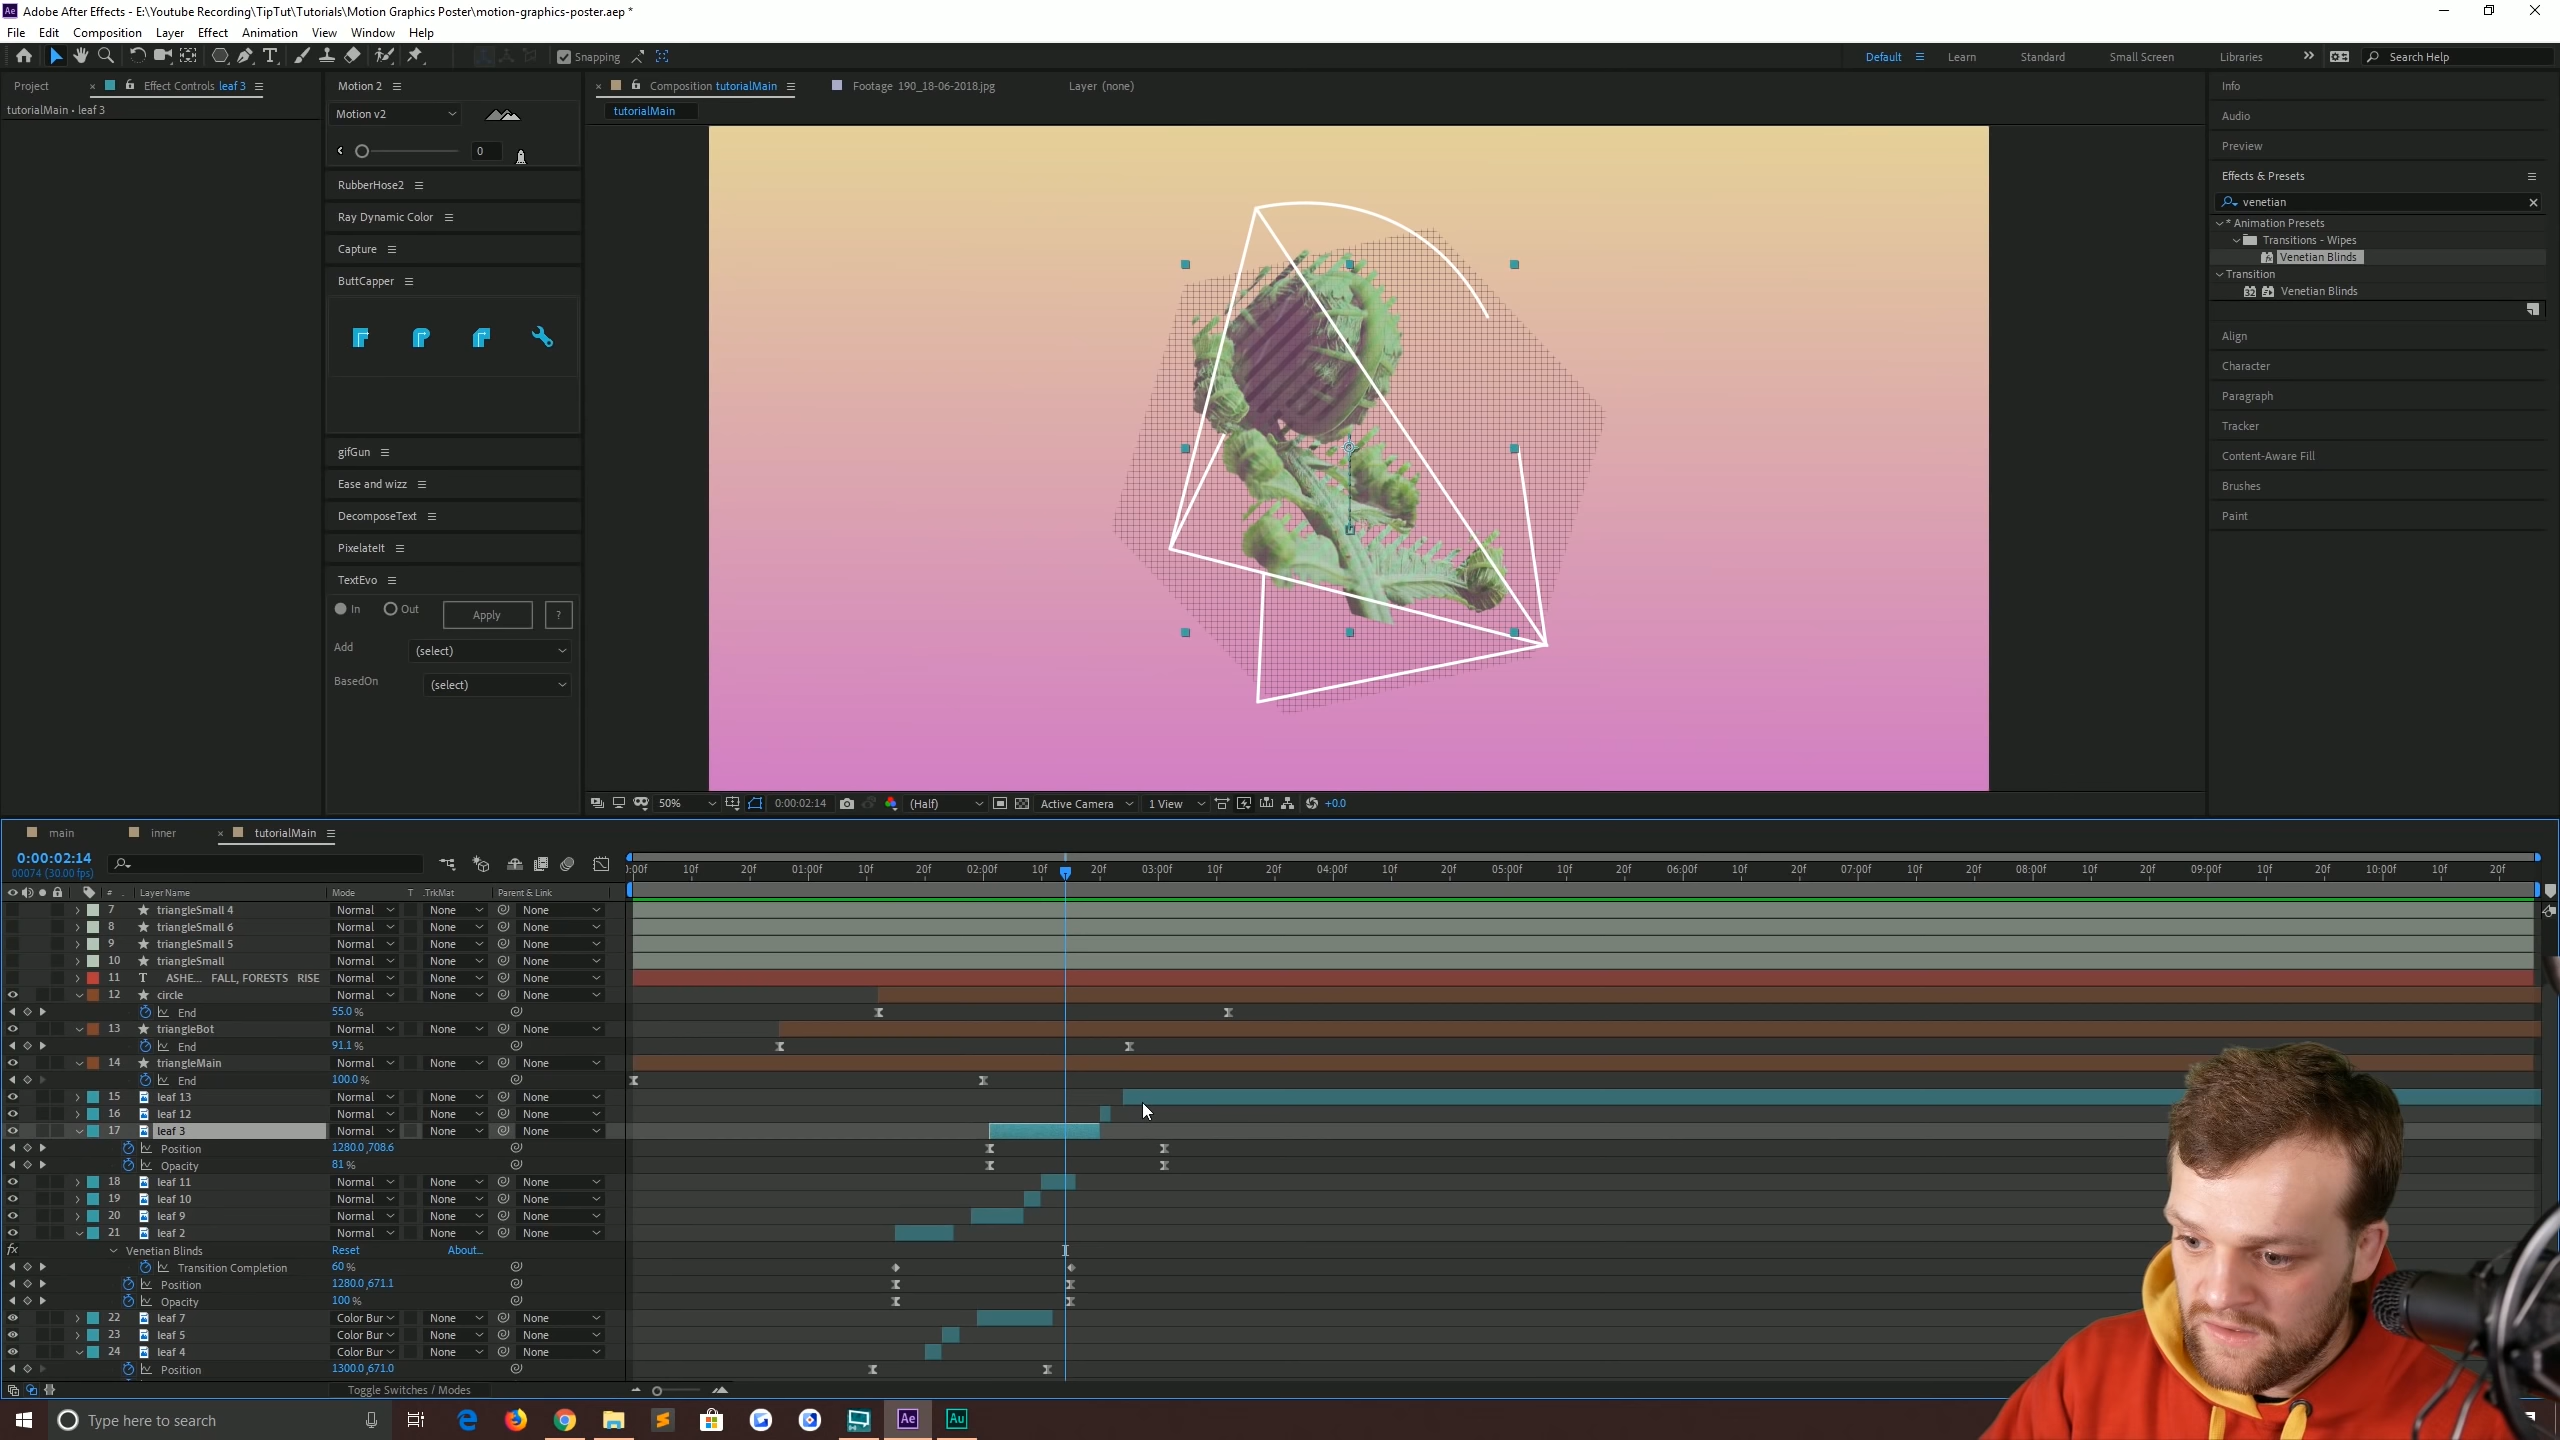 Ae Adobe After Effects - E:\Youtube Recording\TipTut\Tutorials\Motion Graphics Poster\motion-graphics-poster.aep *
File Edit Composition Layer Effect Animation View Window Help
Snapping Default Learn Standard Small Screen Libraries Search Help
Project Effect Controls leaf 3
tutorialMain • leaf 3
Motion 2
Motion v2
0
RubberHose2
Ray Dynamic Color
Capture
ButtCapper
gifGun
Ease and wizz
DecomposeText
PixelateIt
TextEvo
In Out Apply ?
Add (select)
BasedOn (select)
Composition tutorialMain Footage 190_18-06-2018.jpg Layer (none)
tutorialMain
50% 0:00:02:14 (Half) Active Camera 1 View +0.0
Info
Audio
Preview
Effects & Presets
venetian
* Animation Presets
Transitions - Wipes
Venetian Blinds
Transition
32 Venetian Blinds
Align
Character
Paragraph
Tracker
Content-Aware Fill
Brushes
Paint
main inner tutorialMain
0:00:02:14
00074 (30.00 fps)
):00f 10f 20f 01:00f 10f 20f 02:00f 10f 20f 03:00f 10f 20f 04:00f 10f 20f 05:00f 10f 20f 06:00f 10f 20f 07:00f 10f 20f 08:00f 10f 20f 09:00f 10f 20f 10:00f 10f 20f
# Layer Name Mode T .TrkMat Parent & Link
7 triangleSmall 4 Normal None None
8 triangleSmall 6 Normal None None
9 triangleSmall 5 Normal None None
10 triangleSmall Normal None None
11 T ASHE... FALL, FORESTS RISE Normal None None
12 circle Normal None None
End 55.0 %
13 triangleBot Normal None None
End 91.1 %
14 triangleMain Normal None None
End 100.0 %
15 leaf 13 Normal None None
16 leaf 12 Normal None None
17 leaf 3 Normal None None
Position 1280.0,708.6
Opacity 81 %
18 leaf 11 Normal None None
19 leaf 10 Normal None None
20 leaf 9 Normal None None
21 leaf 2 Normal None None
fx Venetian Blinds Reset About...
Transition Completion 60 %
Position 1280.0,671.1
Opacity 100 %
22 leaf 7 Color Bur None None
23 leaf 5 Color Bur None None
24 leaf 4 Color Bur None None
Position 1300.0,671.0
Toggle Switches / Modes
Type here to search Ae Au